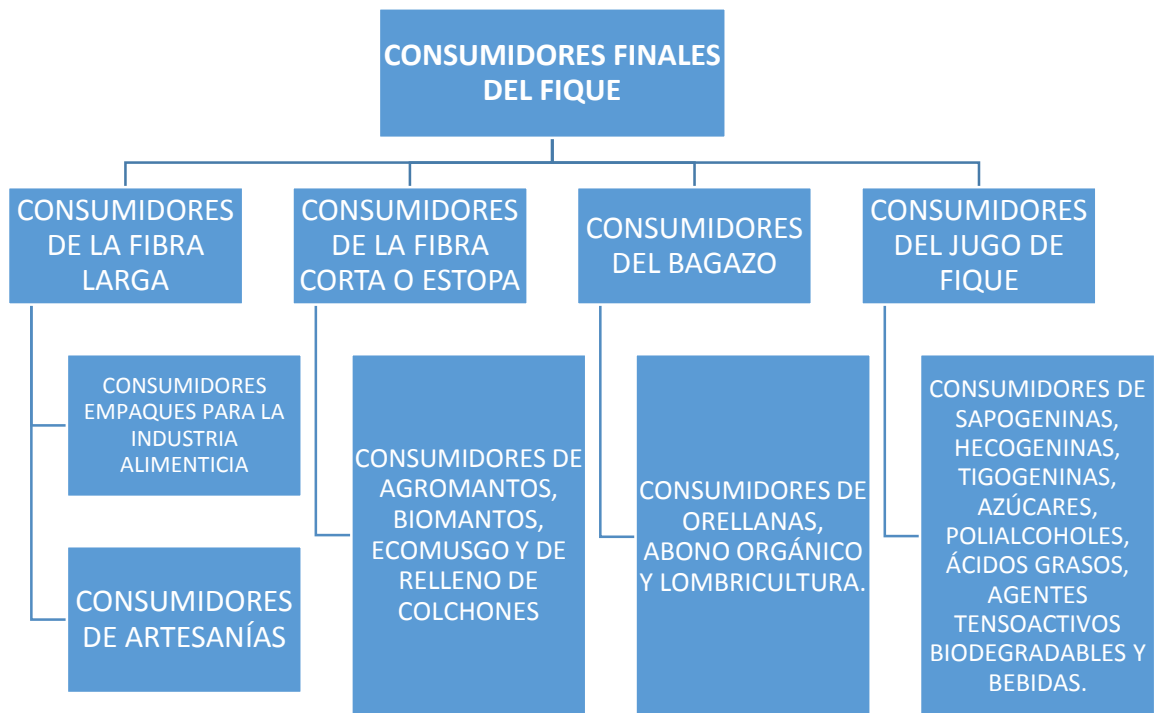 CONSUMIDORES FINALES
DEL FIQUE
CONSUMIDORES
DE LA FIBRA
LARGA
CONSUMIDORES
EMPAQUES PARA LA
INDUSTRIA
ALIMENTICIA
CONSUMIDORES
DE ARTESANÍAS
CONSUMIDORES
DE LA FIBRA
CORTA O ESTOPA
CONSUMIDORES DE
AGROMANTOS,
BIOMANTOS,
ECOMUSGO Y DE
RELLENO DE
COLCHONES
CONSUMIDORES
DEL BAGAZO
CONSUMIDORES DE
ORELLANAS,
ABONO ORGÁNICO
Y LOMBRICULTURA.
CONSUMIDORES
DEL JUGO DE
FIQUE
CONSUMIDORES DE
SAPOGENINAS,
HECOGENINAS,
TIGOGENINAS,
AZÚCARES,
POLIALCOHOLES,
ÁCIDOS GRASOS,
AGENTES
TENSOACTIVOS
BIODEGRADABLES Y
BEBIDAS.